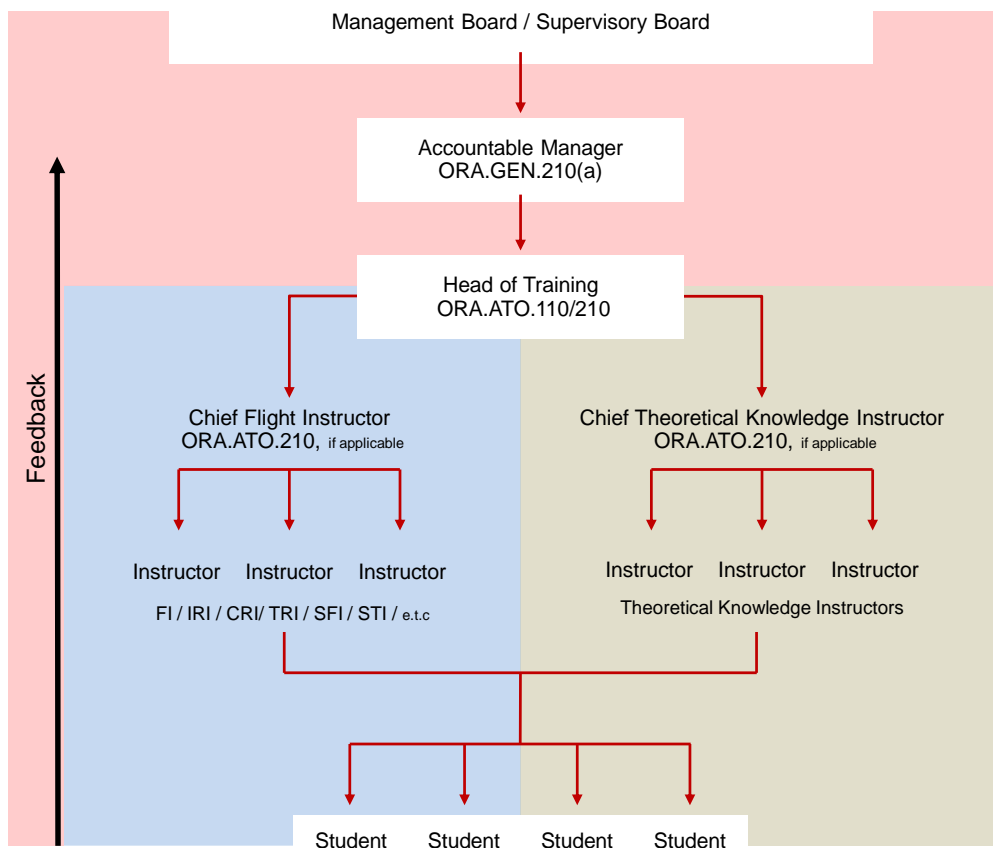 Management Board / Supervisory Board
Accountable Manager
ORA.GEN.210(a)
Head of Training
ORA.ATO.110/210
Feedback
Chief Flight Instructor
ORA.ATO.210, if applicable
Chief Theoretical Knowledge Instructor
ORA.ATO.210, if applicable
Instructor Instructor Instructor
FI / IRI / CRI/ TRI / SFI / STI / e.t.c
Instructor Instructor Instructor
Theoretical Knowledge Instructors
Student Student Student Student